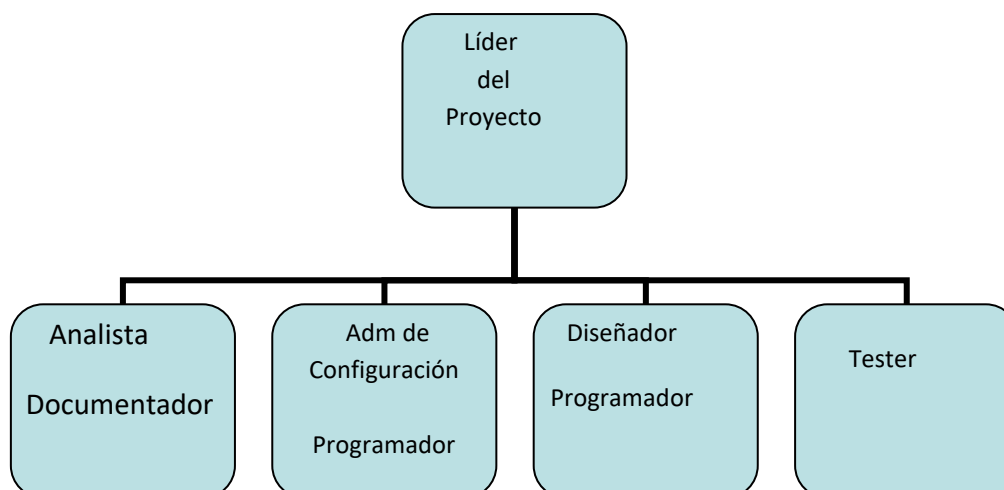 Líder
del
Proyecto
Analista
Documentador
Adm de
Configuración
Programador
Diseñador
Programador
Tester